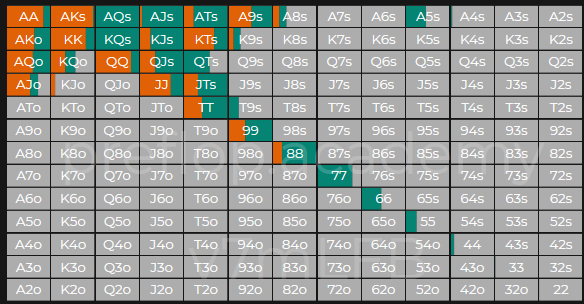 AA AKs AQs AJs ATs A9s A8s A7s A6s A5s A4s A3s A2s
AKo KK KQs KJs KTs K9s K8s K7s K6s K5s K4s K3s K2s
AQo KQo QQ QJs QTs Q9s Q8s Q7s Q6s Q5s Q4s Q3s Q2s
AJo KJo QJo JJ JTs J9s J8s J7s J6s J5s J4s J3s J2s
ATo KTo QTo JTo TT T9s T8s T7s T6s T5s T4s T3s T2s
A9o K9o Q9o J9o T9o 99 98s 97s 96s 95s 94s 93s 92s
A8o K8o Q8o J8o T8o 98o 88 87s 86s 85s 84s 83s 82s
A7o K7o Q7o J7o T7o 97o 87o 77 76s 75s 74s 73s 72s
A6o K6o Q6o J6o T6o 96o 86o 76o 66 65s 64s 63s 62s
A5o K5o Q5o J5o T5o 95o 85o 75o 65o 55 54s 53s 52s
A4o K4o Q4o J4o T4o 94o 84o 74o 64o 54o 44 43s 42s
A3o K3o Q3o J3o T3o 93o 83o 73o 63o 53o 43o 33 32s
A2o K2o Q2o J2o T2o 92o 82o 72o 62o 52o 42o 32o 22
preflop.academy